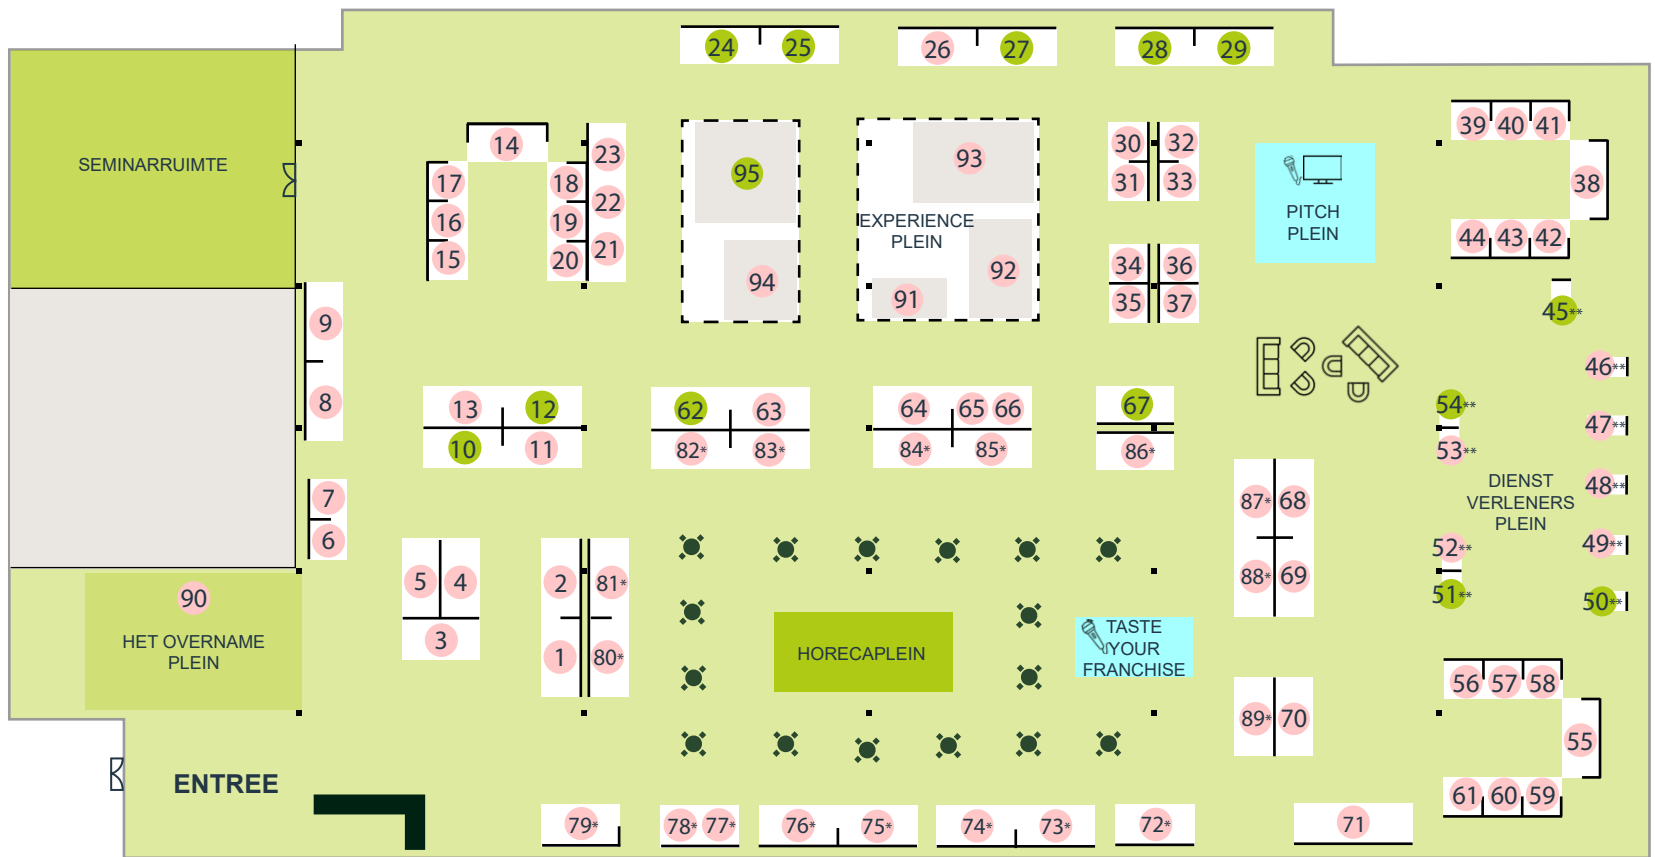 24 25 26 27 28 29
39 40 41
14 23 30 32
SEMINARRUIMTE
95 93
17 18 31 33 38
22
16 19
PITCH
PLEIN
EXPERIENCE
PLEIN
44 43 42
15 20 21
34 36
94 92
91 35 37
45**
9
46**
8
13 12 62 63 64 65 66 67 54**
47**
10 11 82* 83* 84* 85* 86* 53**
7 87* 68 48**
DIENST
VERLENERS
PLEIN
6 52** 49**
5 4 2 81* 88* 69
90 51** 50**
HET OVERNAME
PLEIN
3 1 80*
HORECAPLEIN
TASTE
YOUR
FRANCHISE
56 57 58
89* 70
55
ENTREE
61 60 59
79* 78* 77* 76* 75* 74* 73* 72* 71